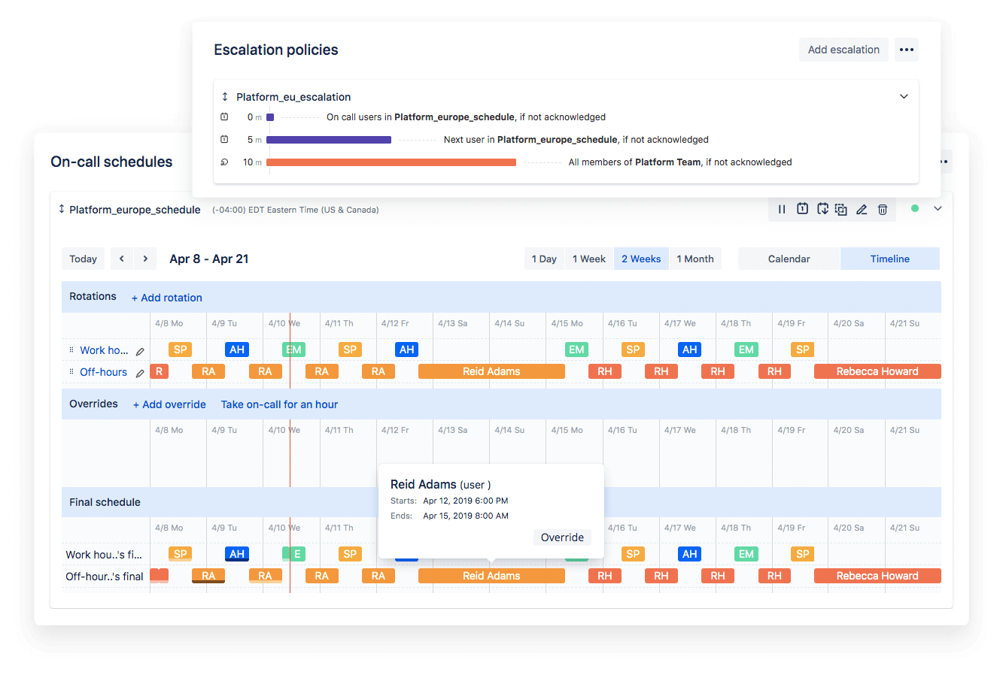 Escalation policies
Add escalation
Platform_eu_escalation
0 m On call users in Platform_europe_schedule, if not acknowledged
5 m Next user in Platform_europe_schedule, if not acknowledged
10 m All members of Platform Team, if not acknowledged
On-call schedules
Platform_europe_schedule (-04:00) EDT Eastern Time (US & Canada)
Today Apr 8 - Apr 21 1 Day 1 Week 2 Weeks 1 Month Calendar Timeline
Rotations + Add rotation
4/8 Mo 4/9 Tu 4/10 We 4/11 Th 4/12 Fr 4/13 Sa 4/14 Su 4/15 Mo 4/16 Tu 4/17 We 4/18 Th 4/19 Fr 4/20 Sa 4/21 Su
Work ho... SP AH EM SP AH EM SP AH EM SP
Off-hours R RA RA RA RA Reid Adams RH RH RH RH Rebecca Howard
Overrides + Add override Take on-call for an hour
4/8 Mo 4/9 Tu 4/10 We 4/11 Th 4/12 Fr 4/13 Sa 4/14 Su 4/15 Mo 4/16 Tu 4/17 We 4/18 Th 4/19 Fr 4/20 Sa 4/21 Su
Reid Adams (user )
Starts: Apr 12, 2019 6:00 PM
Ends: Apr 15, 2019 8:00 AM
Override
Final schedule
4/8 Mo 4/9 Tu 4/10 We 4/11 Th 4/16 Tu 4/17 We 4/18 Th 4/19 Fr 4/20 Sa 4/21 Su
Work hou..'s fi... SP AH E SP SP AH EM SP
Off-hour..'s final RA RA RA RA Reid Adams RH RH RH RH Rebecca Howard